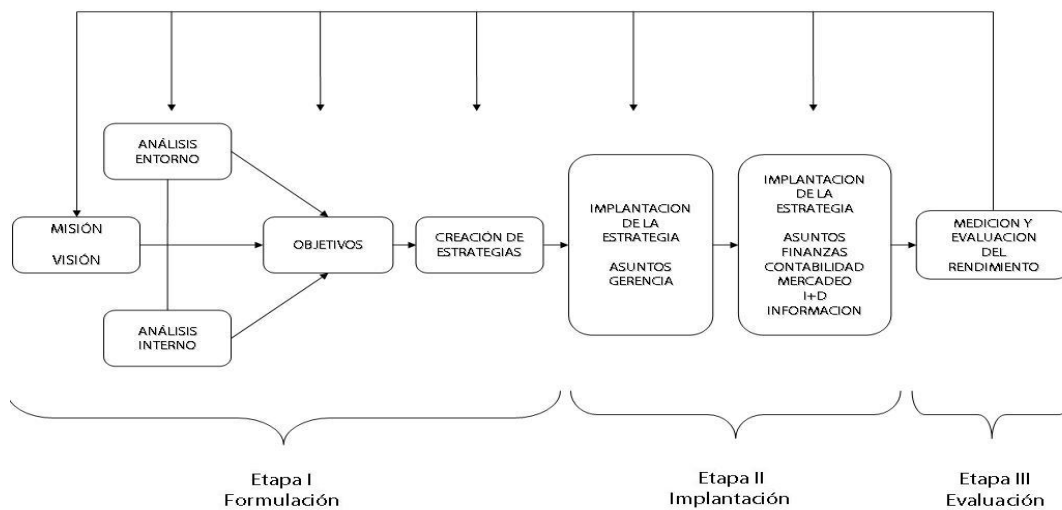 ANÁLISIS
ENTORNO
MISIÓN
VISIÓN
ANÁLISIS
INTERNO
OBJETIVOS
CREACIÓN DE
ESTRATEGIAS
IMPLANTACION
DE LA
ESTRATEGIA
ASUNTOS
GERENCIA
IMPLANTACION
DE LA
ESTRATEGIA
ASUNTOS
FINANZAS
CONTABILIDAD
MERCADEO
I+D
INFORMACION
MEDICION Y
EVALUACION
DEL
RENDIMIENTO
Etapa I
Formulación
Etapa II
Implantación
Etapa III
Evaluación